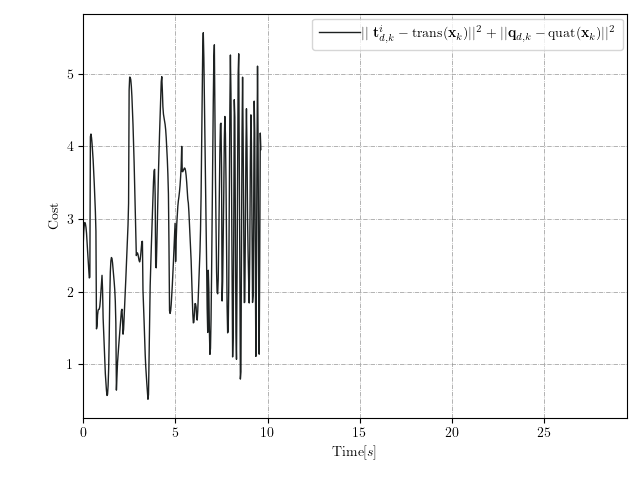 || t^i_{d,k} − trans(x_k)||^2 + ||q_{d,k} − quat(x_k)||^2
5
4
3
2
1
Cost
0 5 10 15 20 25
Time[s]